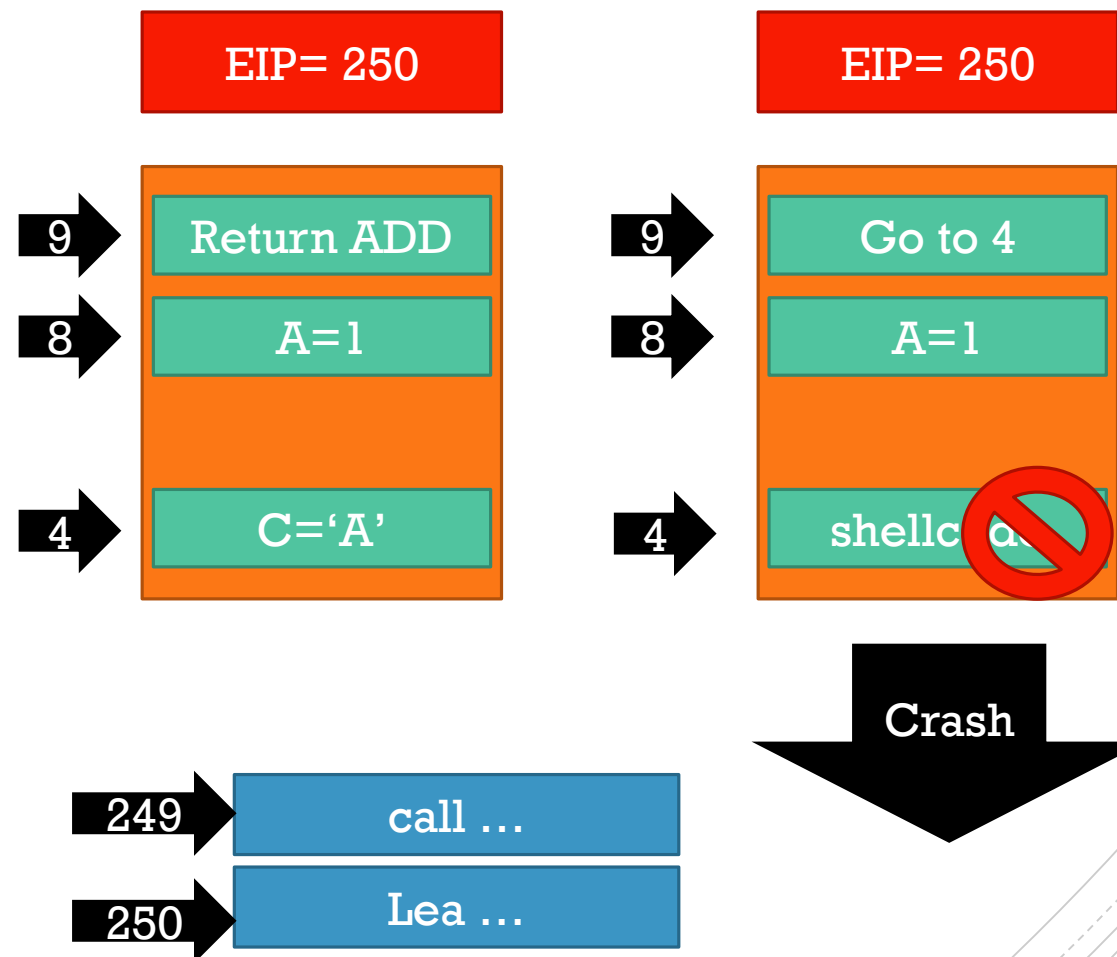 EIP= 250
9
Return ADD
8
A=1
4
C=‘A’
EIP= 250
9
Go to 4
8
A=1
4
Crash
249
call ...
250
Lea ...